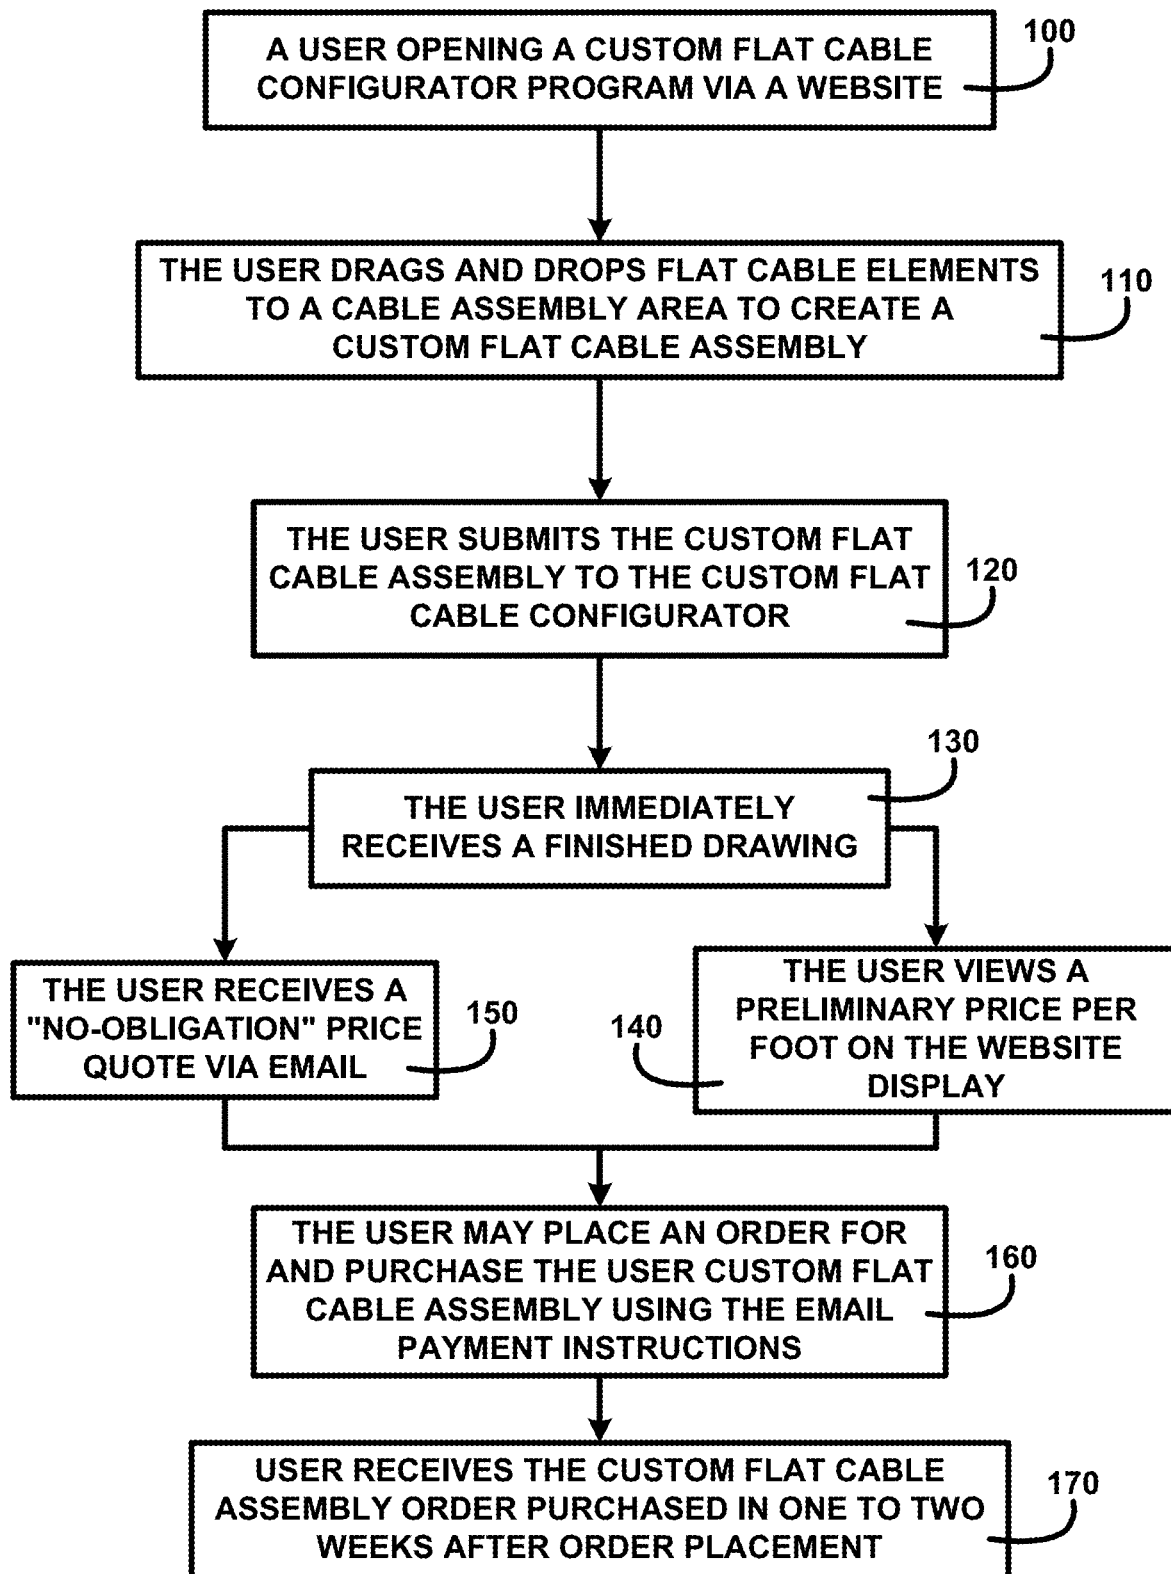 A USER OPENING A CUSTOM FLAT CABLE
CONFIGURATOR PROGRAM VIA A WEBSITE
100
THE USER DRAGS AND DROPS FLAT CABLE ELEMENTS
TO A CABLE ASSEMBLY AREA TO CREATE A
CUSTOM FLAT CABLE ASSEMBLY
110
THE USER SUBMITS THE CUSTOM FLAT
CABLE ASSEMBLY TO THE CUSTOM FLAT
CABLE CONFIGURATOR
120
130
THE USER IMMEDIATELY
RECEIVES A FINISHED DRAWING
THE USER RECEIVES A
"NO-OBLIGATION" PRICE
QUOTE VIA EMAIL
150
THE USER VIEWS A
PRELIMINARY PRICE PER
FOOT ON THE WEBSITE
DISPLAY
140
THE USER MAY PLACE AN ORDER FOR
AND PURCHASE THE USER CUSTOM FLAT
CABLE ASSEMBLY USING THE EMAIL
PAYMENT INSTRUCTIONS
160
USER RECEIVES THE CUSTOM FLAT CABLE
ASSEMBLY ORDER PURCHASED IN ONE TO TWO
WEEKS AFTER ORDER PLACEMENT
170